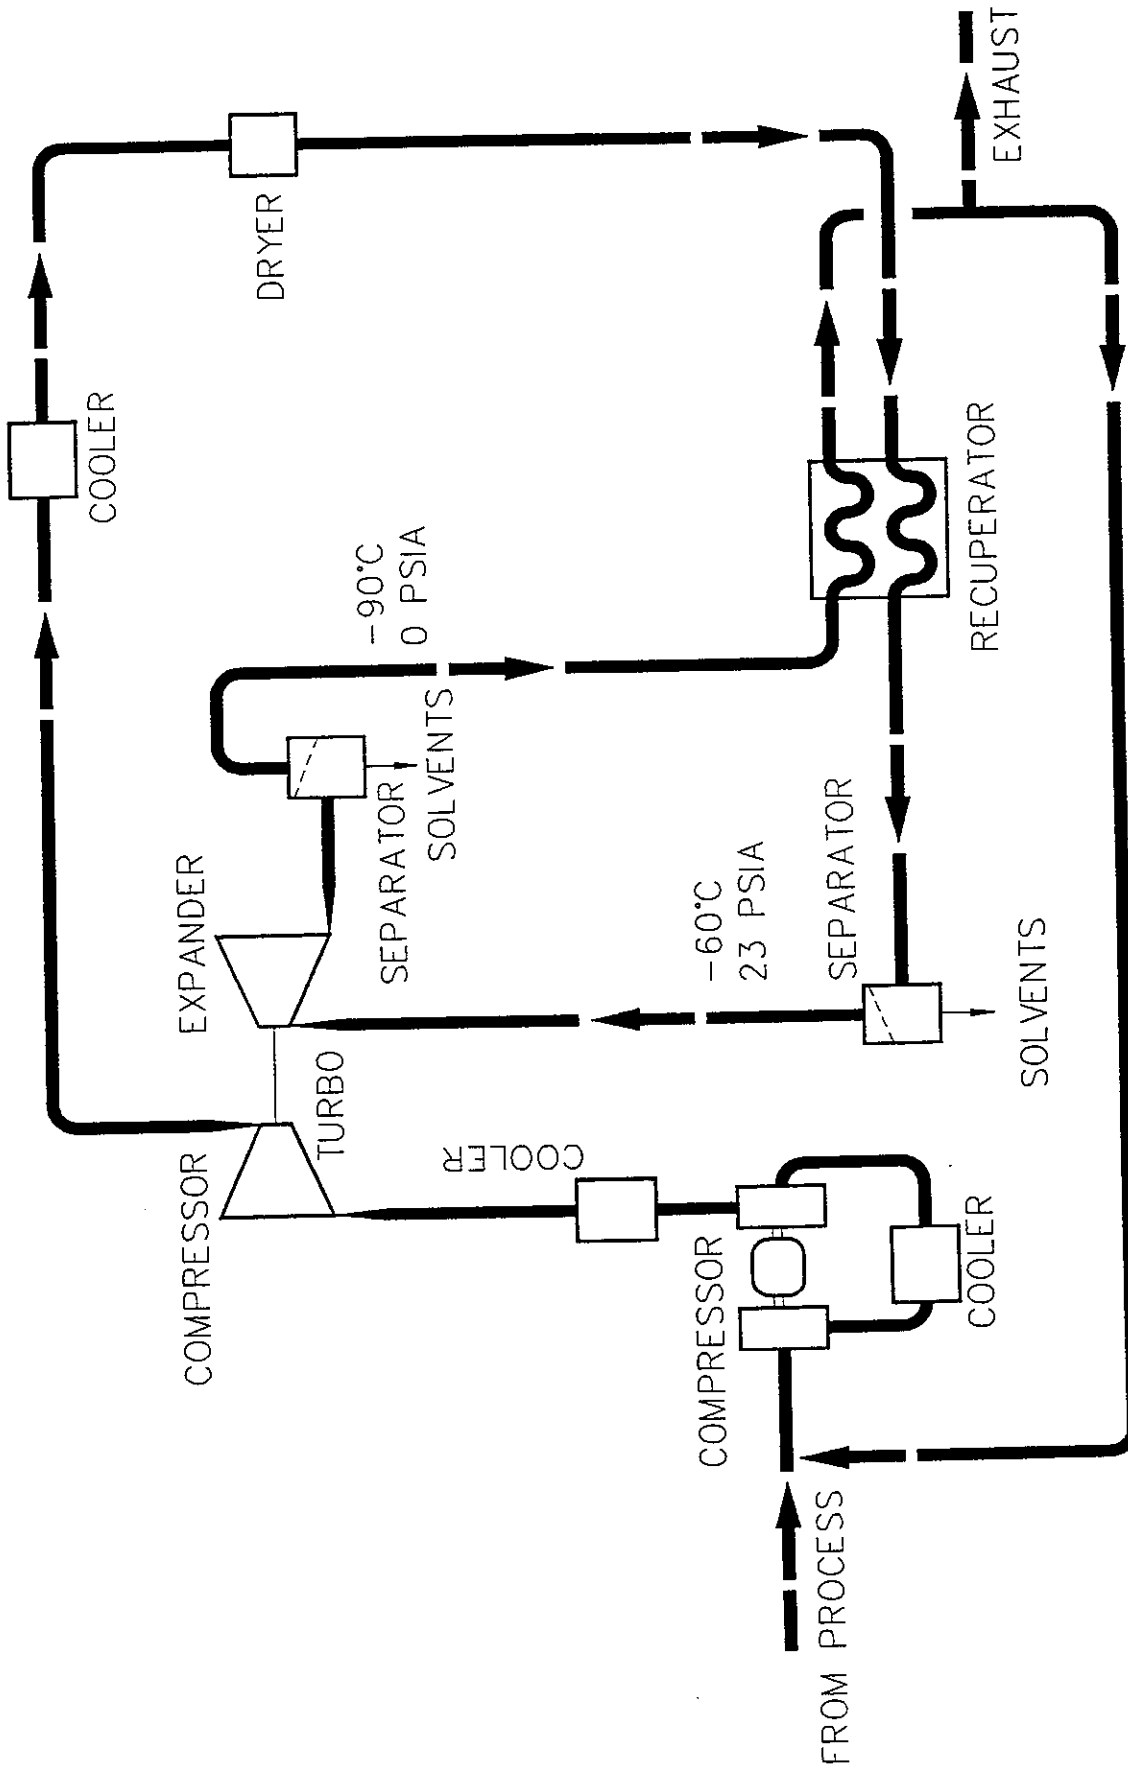 COOLER
DRYER
EXHAUST
-90°C
0 PSIA
RECUPERATOR
EXPANDER
SEPARATOR
SOLVENTS
-60°C
23 PSIA
SEPARATOR
SOLVENTS
COMPRESSOR
TURBO
COOLER
COMPRESSOR
COOLER
FROM PROCESS